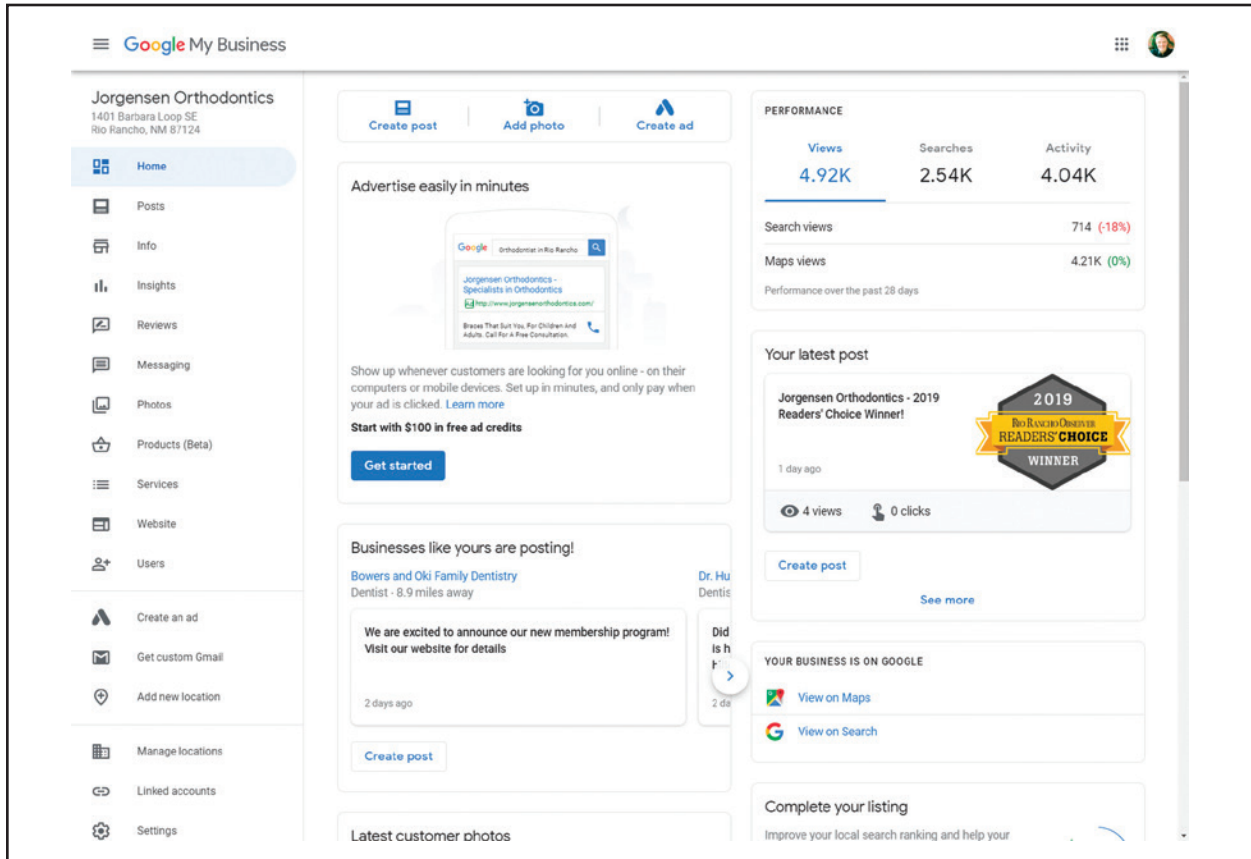 Google My Business
Jorgensen Orthodontics
1401 Barbara Loop SE
Rio Rancho, NM 87124
Home
Posts
Info
Insights
Reviews
Messaging
Photos
Products (Beta)
Services
Website
Users
Create an ad
Get custom Gmail
Add new location
Manage locations
Linked accounts
Settings
Create post
Add photo
Create ad
Advertise easily in minutes
Google Orthodontist in Rio Rancho
Jorgensen Orthodontics -
Specialists in Orthodontics
Ad http://www.jorgensenorthodontics.com/
Braces That Suit You, For Children And
Adults. Call For A Free Consultation.
Show up whenever customers are looking for you online - on their
computers or mobile devices. Set up in minutes, and only pay when
your ad is clicked. Learn more
Start with $100 in free ad credits
Get started
Businesses like yours are posting!
Bowers and Oki Family Dentistry
Dentist - 8.9 miles away
We are excited to announce our new membership program!
Visit our website for details
2 days ago
Dr. Hu
Dentis
Did
is h
2 da
Create post
Latest customer photos
PERFORMANCE
Views Searches Activity
4.92K 2.54K 4.04K
Search views 714 (-18%)
Maps views 4.21K (0%)
Performance over the past 28 days
Your latest post
Jorgensen Orthodontics - 2019
Readers' Choice Winner!
1 day ago
2019
RIO RANCHO OBSERVER
READERS' CHOICE
WINNER
4 views 0 clicks
Create post
See more
YOUR BUSINESS IS ON GOOGLE
View on Maps
View on Search
Complete your listing
Improve your local search ranking and help your